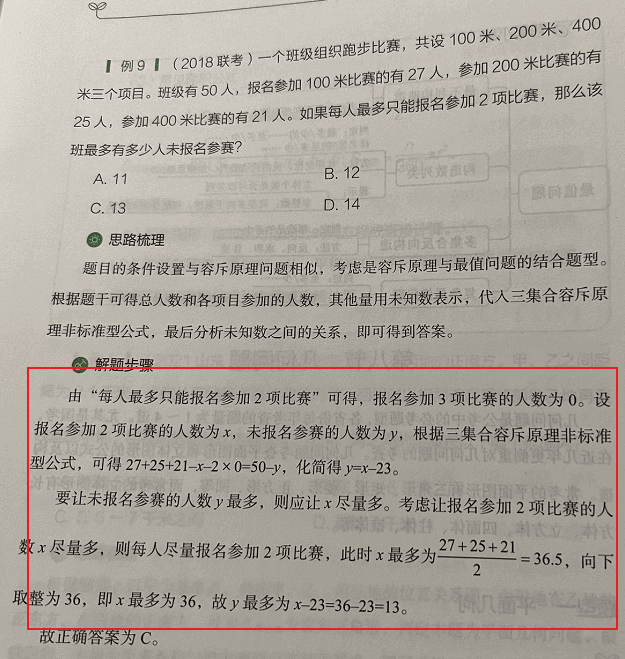 ▎例 9 ▎（2018 联考）一个班级组织跑步比赛，共设 100 米、200 米、400
米三个项目。班级有 50 人，报名参加 100 米比赛的有 27 人，参加 200 米比赛的有
25 人，参加 400 米比赛的有 21 人。如果每人最多只能报名参加 2 项比赛，那么该
班最多有多少人未报名参赛？
A. 11 B. 12
C. 13 D. 14
思路梳理
题目的条件设置与容斥原理问题相似，考虑是容斥原理与最值问题的结合题型。
根据题干可得总人数和各项目参加的人数，其他量用未知数表示，代入三集合容斥原
理非标准型公式，最后分析未知数之间的关系，即可得到答案。
解题步骤
由“每人最多只能报名参加 2 项比赛”可得，报名参加 3 项比赛的人数为 0。设
报名参加 2 项比赛的人数为 x，未报名参赛的人数为 y，根据三集合容斥原理非标准
型公式，可得 27+25+21–x–2×0=50–y，化简得 y=x–23。
要让未报名参赛的人数 y 最多，则应让 x 尽量多。考虑让报名参加 2 项比赛的人
数 x 尽量多，则每人尽量报名参加 2 项比赛，此时 x 最多为 (27+25+21)/2 = 36.5，向下
取整为 36，即 x 最多为 36，故 y 最多为 x–23=36–23=13。
故正确答案为 C。